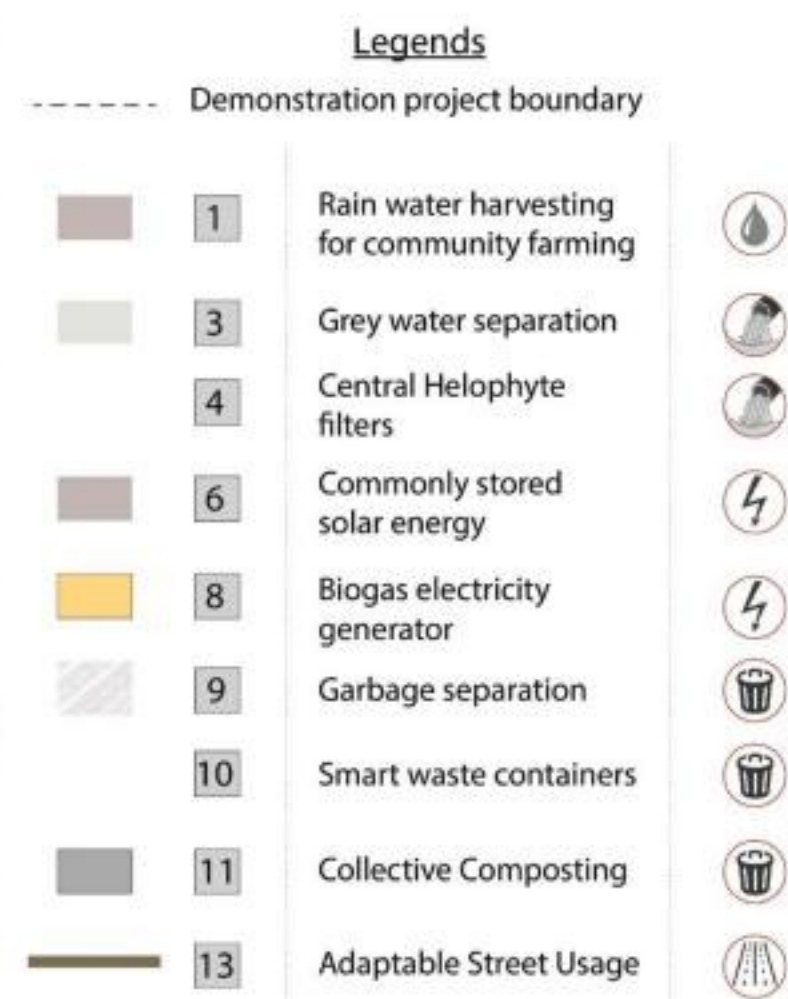 Legends
Demonstration project boundary
1
Rain water harvesting
for community farming
3
Grey water separation
4
Central Helophyte
filters
6
Commonly stored
solar energy
8
Biogas electricity
generator
9
Garbage separation
10
Smart waste containers
11
Collective Composting
13
Adaptable Street Usage